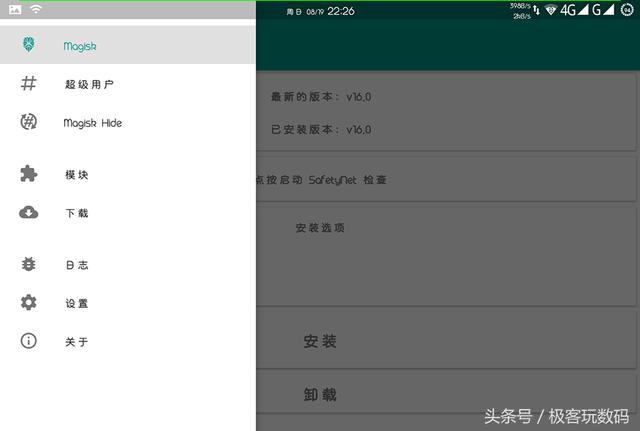 周日 08/19 22:26
398B/s
2kB/s
4G
G
94
Magisk
超级用户
Magisk Hide
模块
下载
日志
设置
关于
最新的版本：v16.0
已安装版本：v16.0
点按启动 SafetyNet 检查
安装选项
安装
卸载
头条号 / 极客玩数码